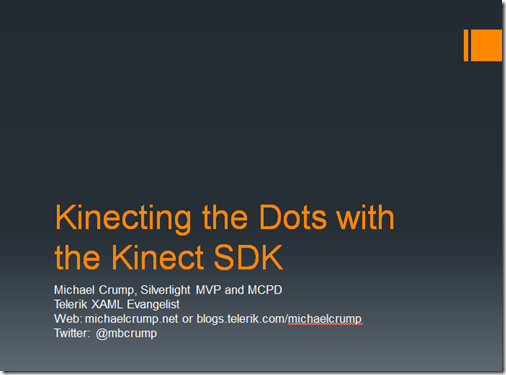 Kinecting the Dots with
the Kinect SDK
Michael Crump, Silverlight MVP and MCPD
Telerik XAML Evangelist
Web: michaelcrump.net or blogs.telerik.com/michaelcrump
Twitter: @mbcrump